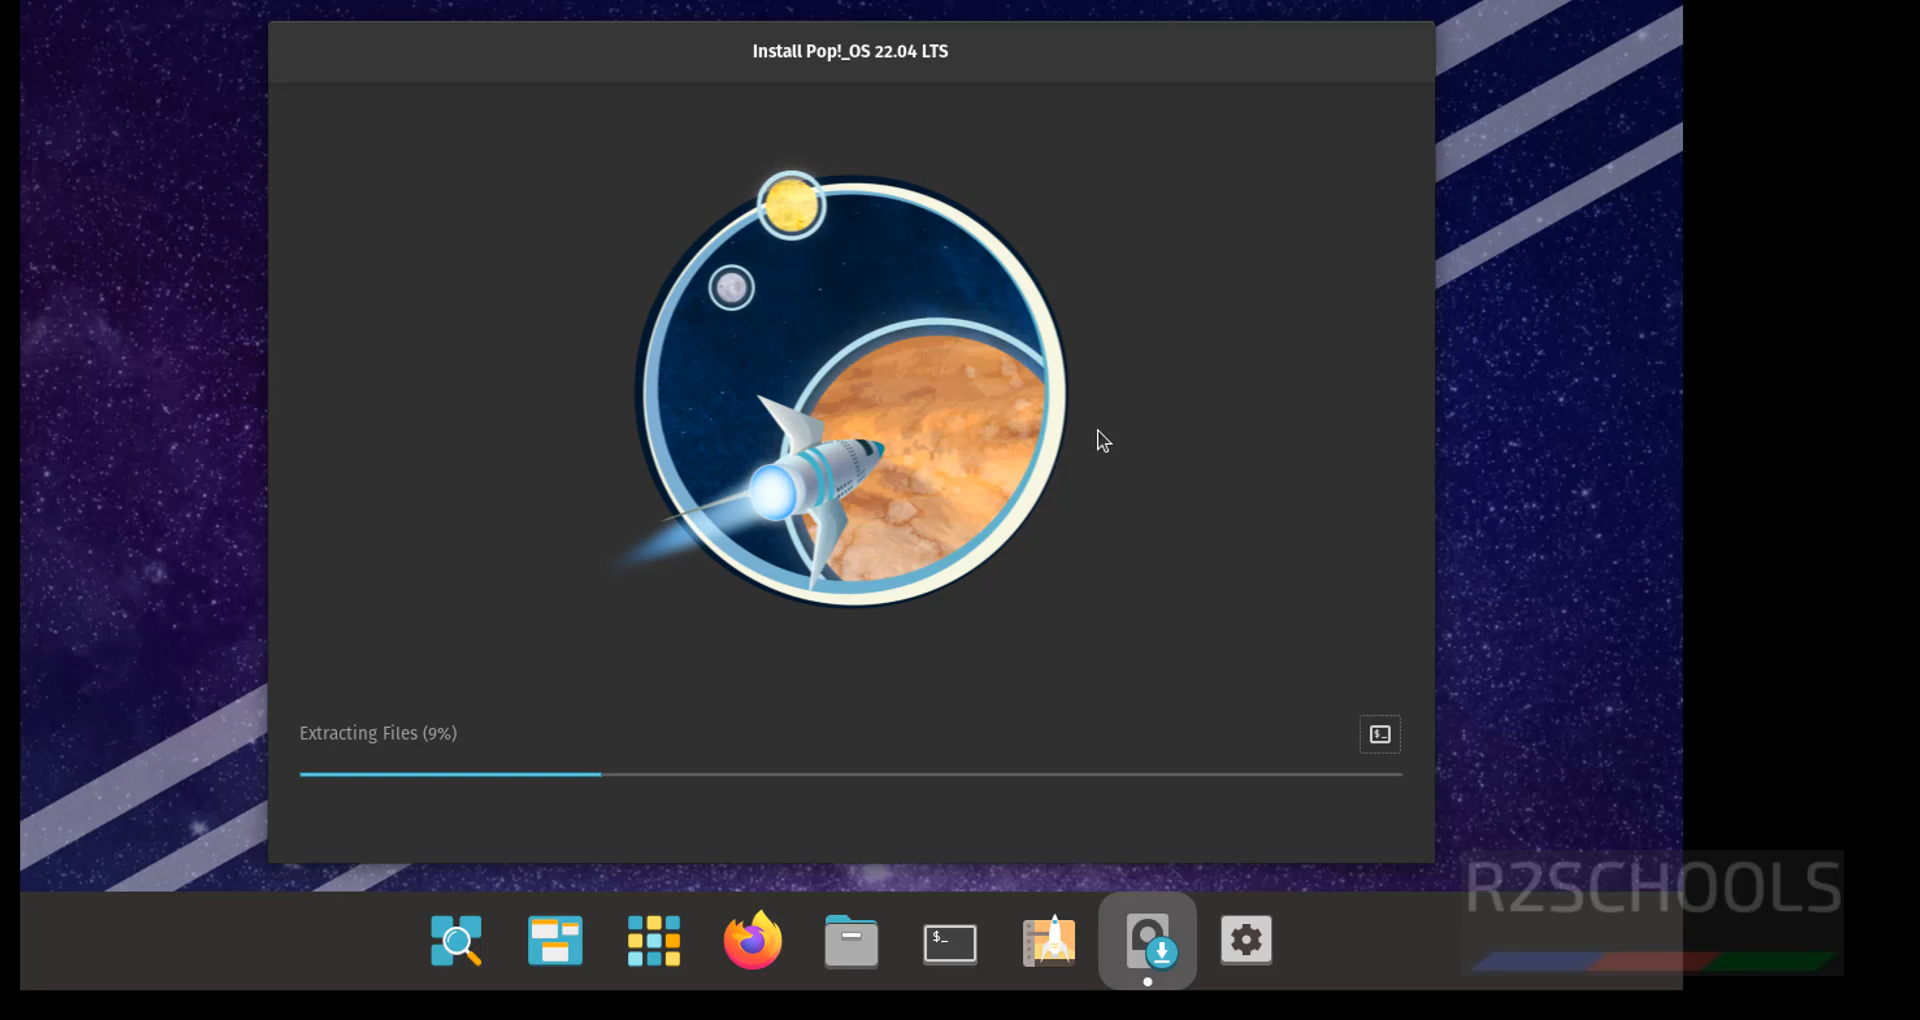 Install Pop!_OS 22.04 LTS
Extracting Files (9%)
$_
$_
R2SCHOOLS